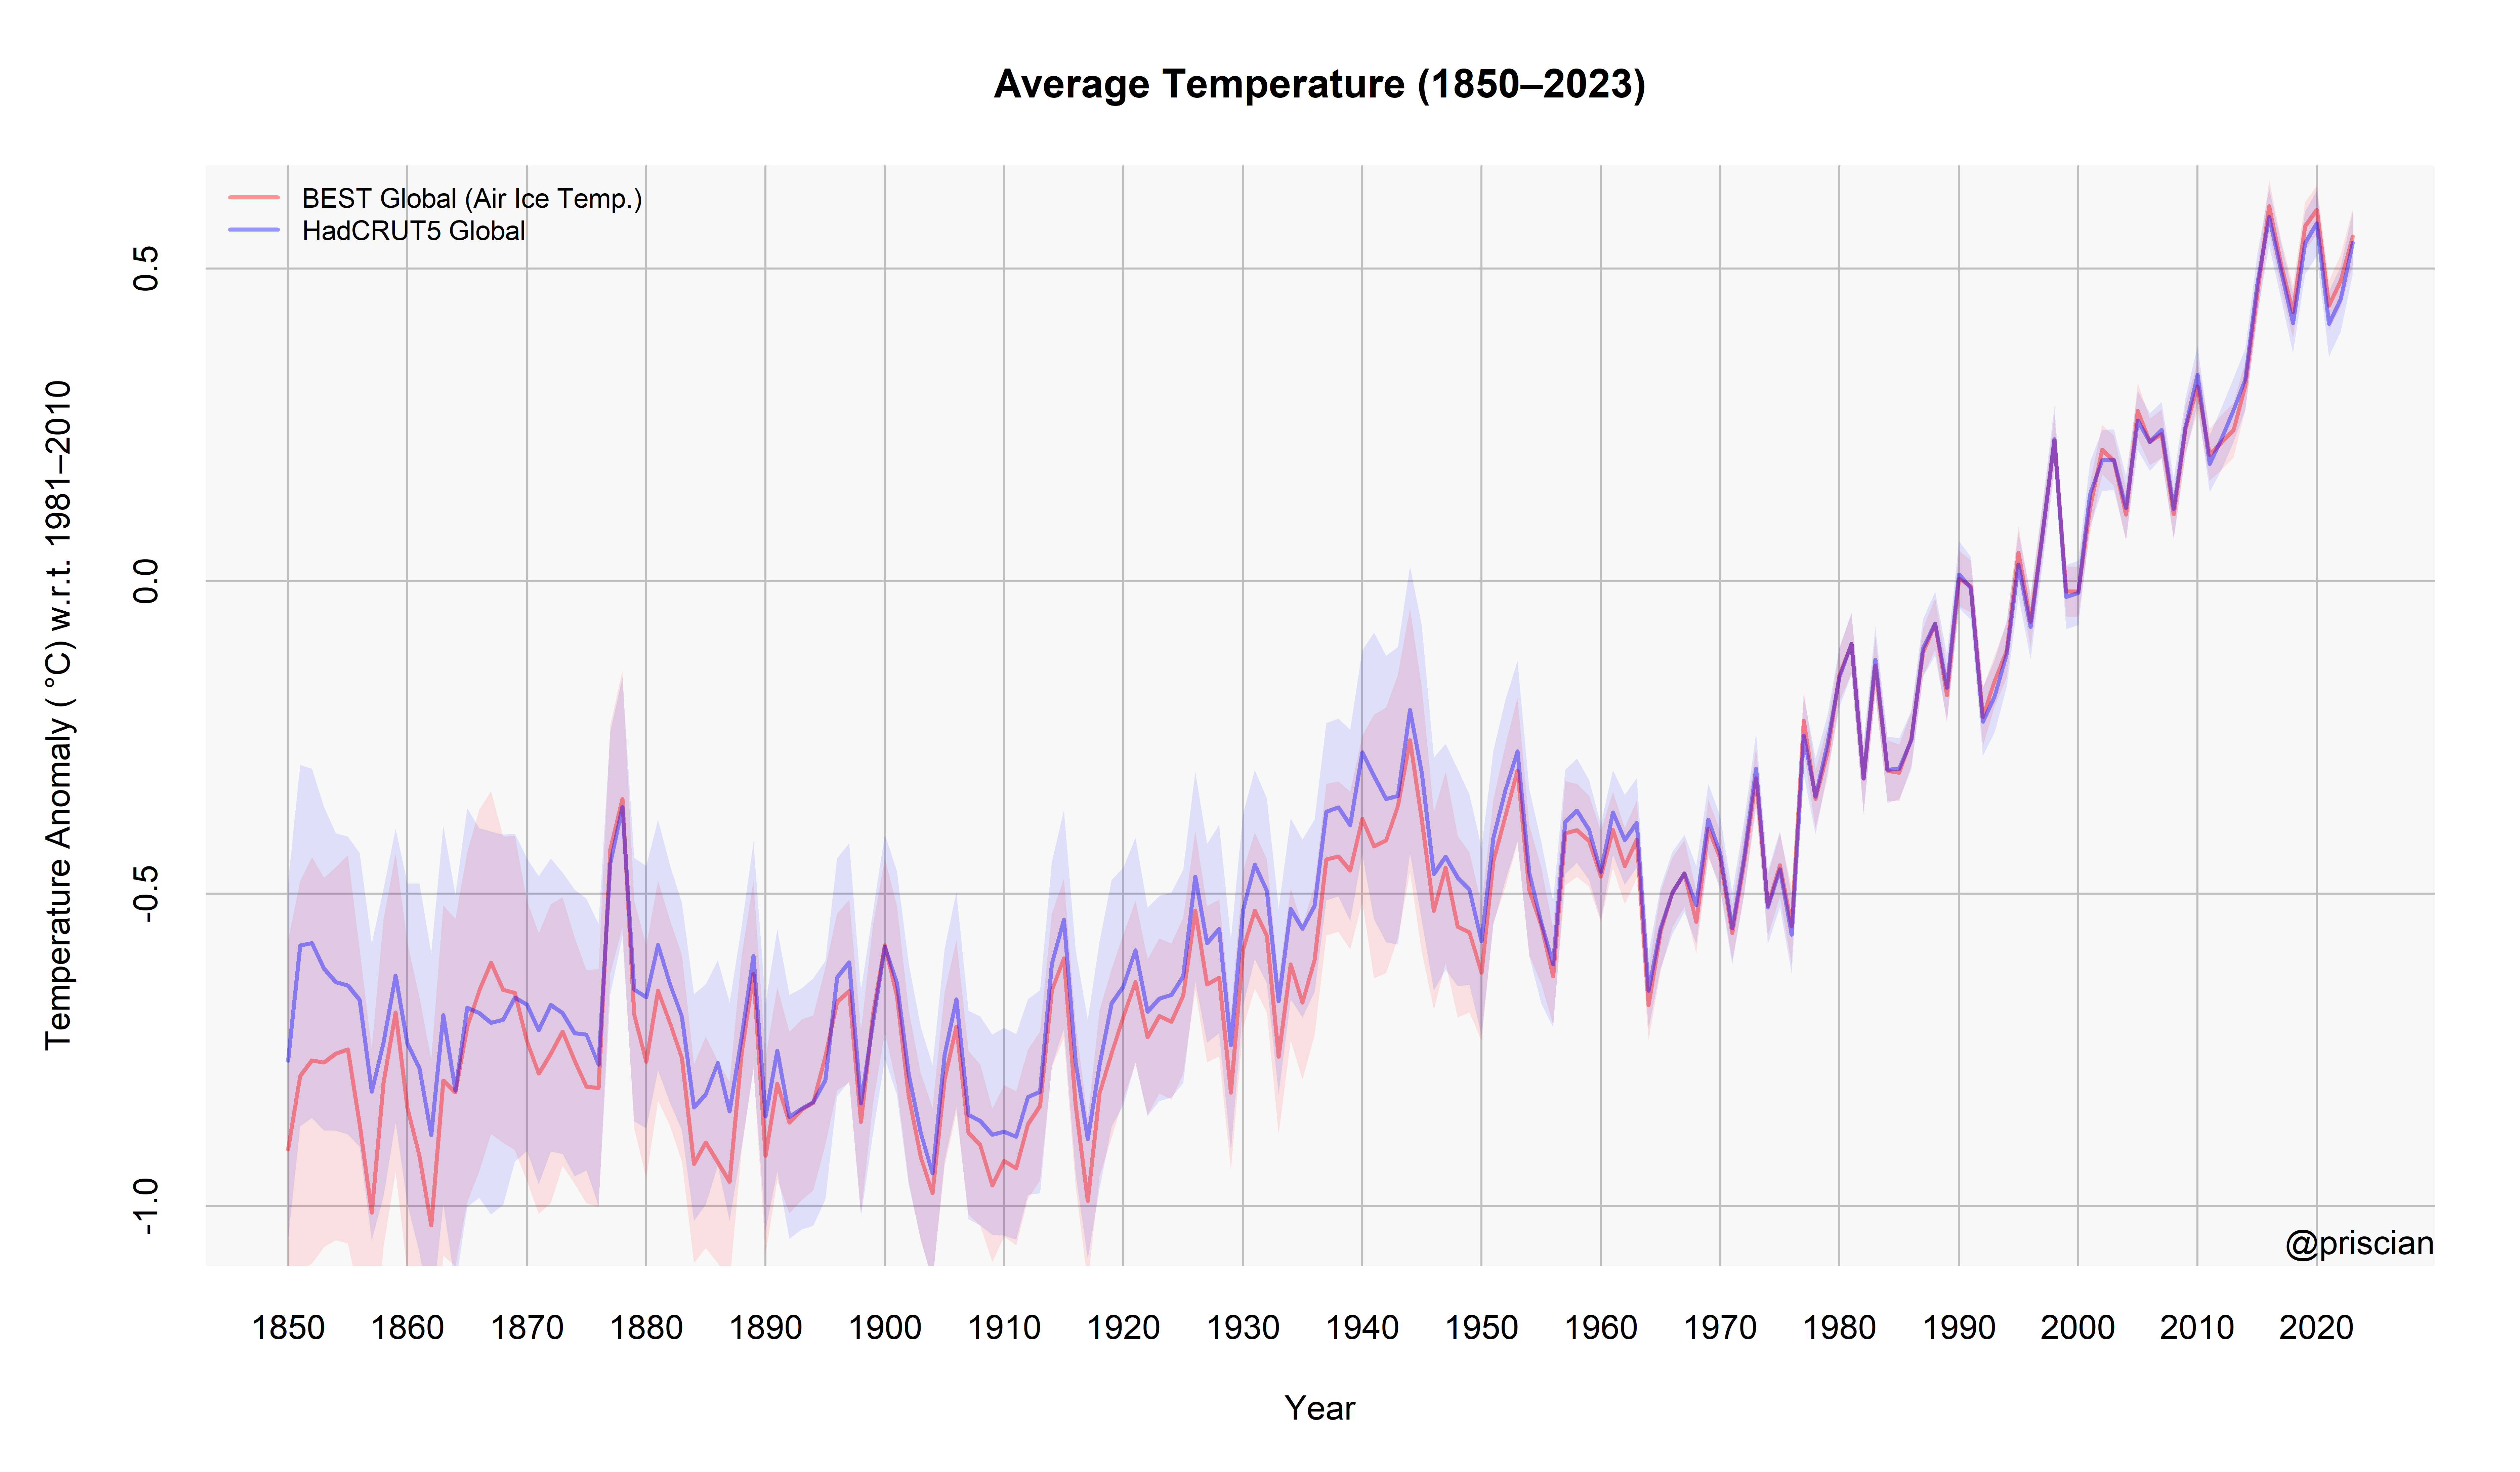 Average Temperature (1850–2023)
BEST Global (Air Ice Temp.)
HadCRUT5 Global
Temperature Anomaly (°C) w.r.t. 1981–2010
0.5
0.0
-0.5
-1.0
@priscian
1850 1860 1870 1880 1890 1900 1910 1920 1930 1940 1950 1960 1970 1980 1990 2000 2010 2020
Year